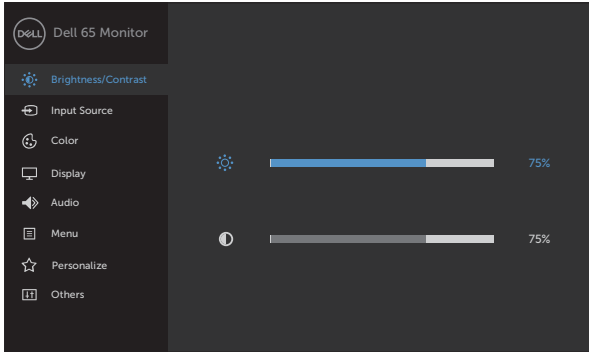 DELL Dell 65 Monitor
Brightness/Contrast
Input Source
Color
Display
75%
Audio
Menu
75%
Personalize
Others